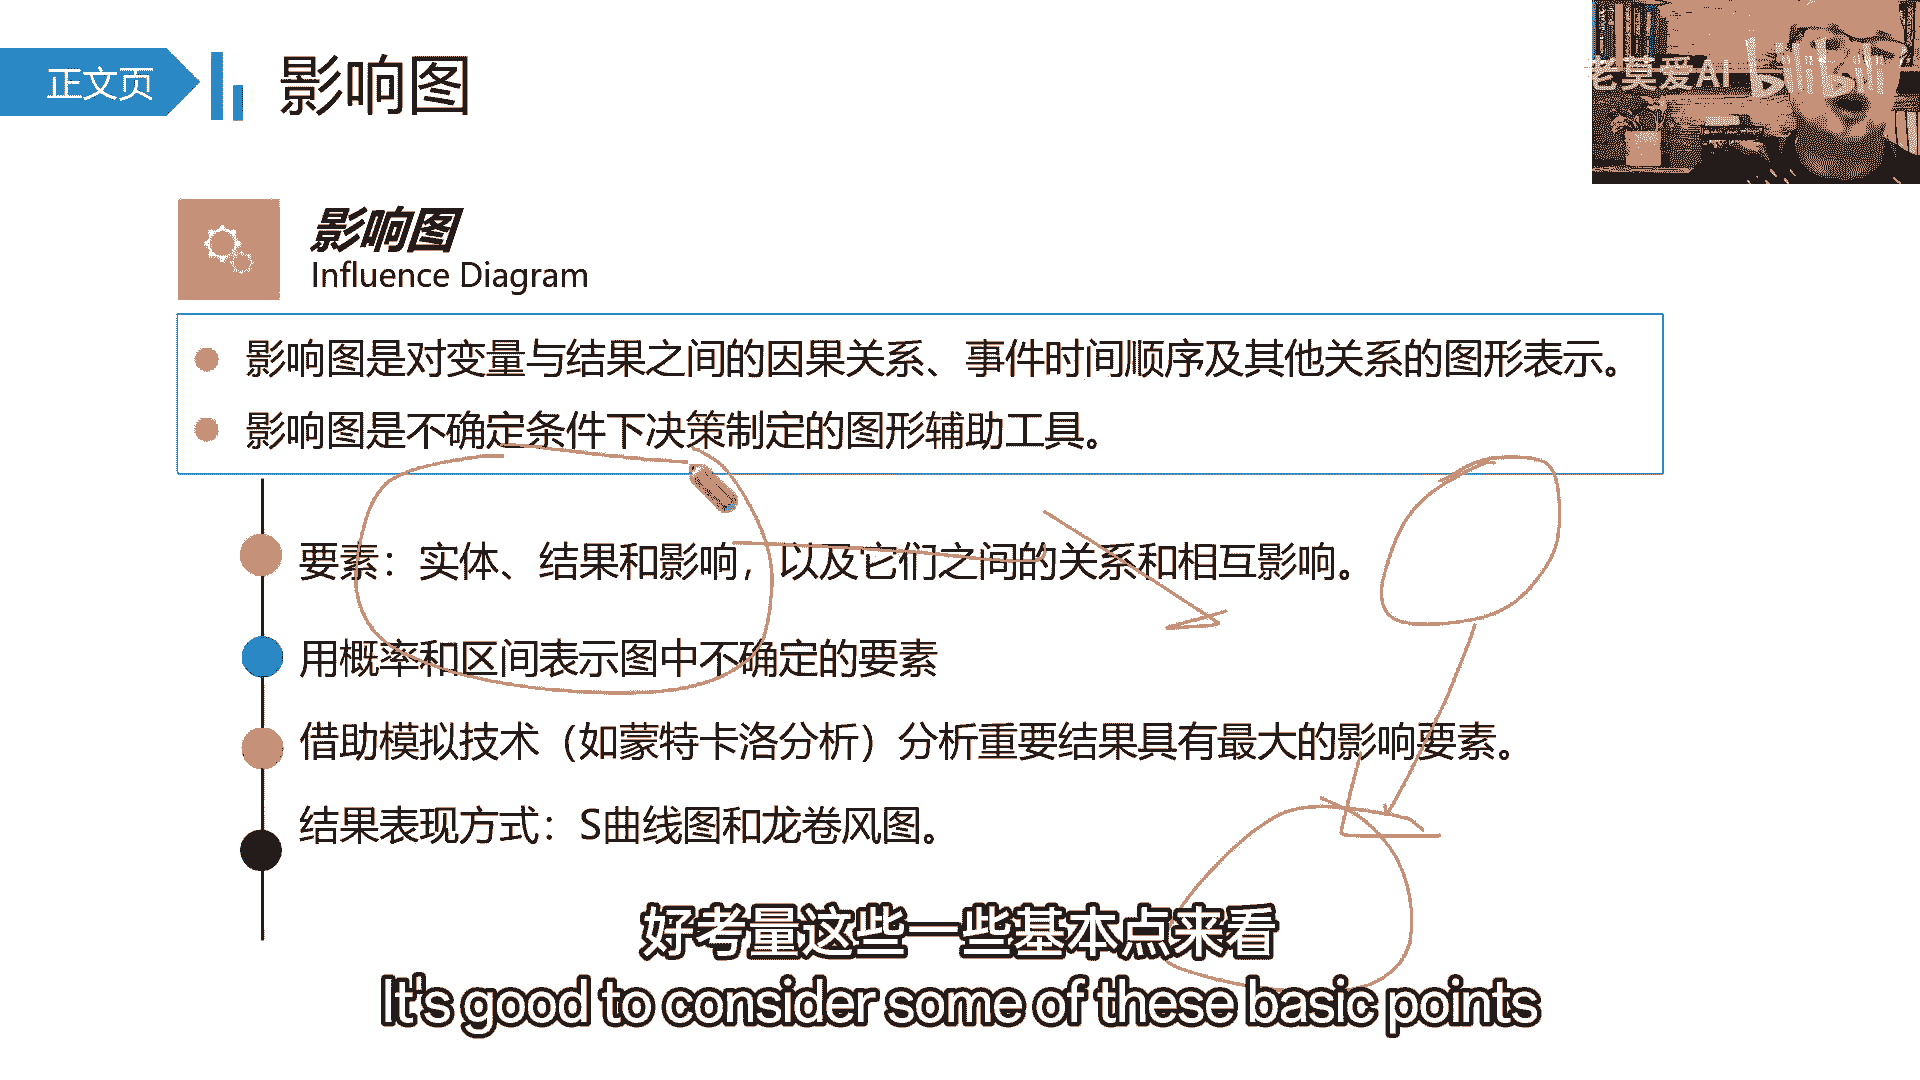 正文页
影响图
老莫爱AI bilibili
影响图
Influence Diagram
影响图是对变量与结果之间的因果关系、事件时间顺序及其他关系的图形表示。
影响图是不确定条件下决策制定的图形辅助工具。
要素：实体、结果和影响，以及它们之间的关系和相互影响。
用概率和区间表示图中不确定的要素
借助模拟技术（如蒙特卡洛分析）分析重要结果具有最大的影响要素。
结果表现方式：S曲线图和龙卷风图。
好考量这些一些基本点来看
It's good to consider some of these basic points